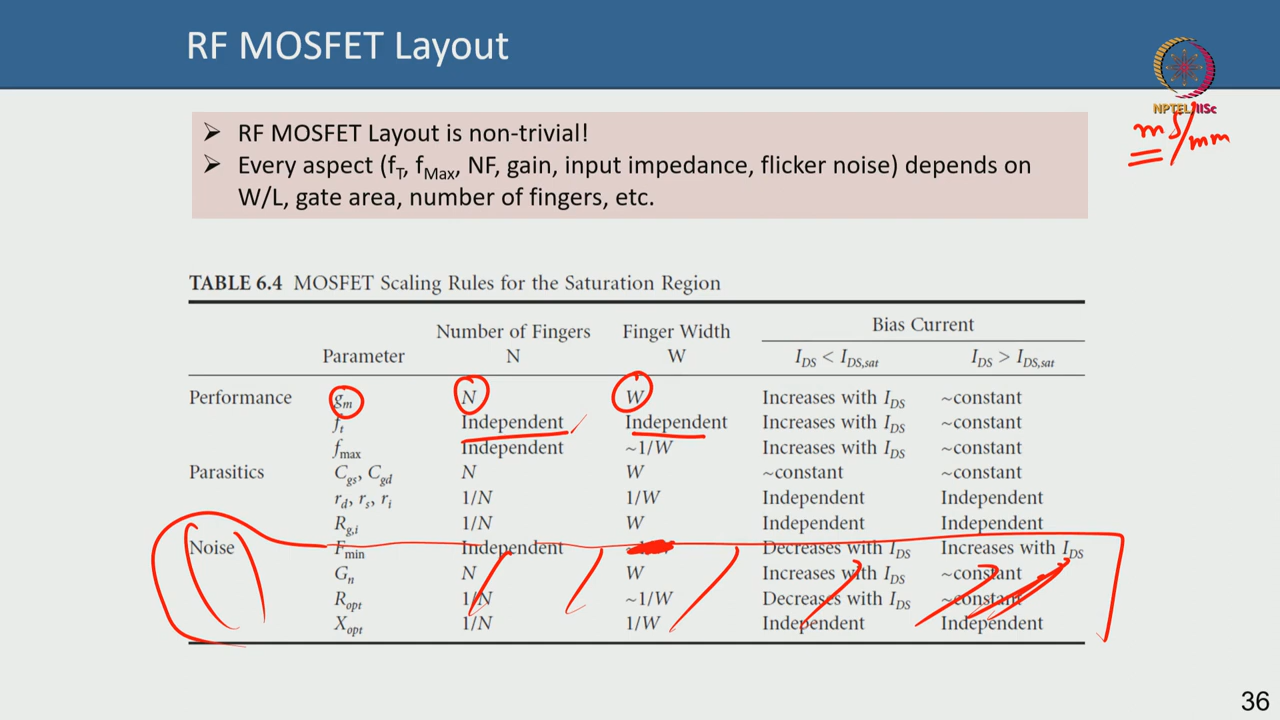 RF MOSFET Layout
NPTEL IISc
mS/mm
➢ RF MOSFET Layout is non-trivial!
➢ Every aspect (fT, fMax, NF, gain, input impedance, flicker noise) depends on
W/L, gate area, number of fingers, etc.
TABLE 6.4 MOSFET Scaling Rules for the Saturation Region
Number of Fingers Finger Width Bias Current
Parameter N W IDS < IDS,sat IDS > IDS,sat
Performance gm N W Increases with IDS ~constant
ft Independent Independent Increases with IDS ~constant
fmax Independent ~1/W Increases with IDS ~constant
Parasitics Cgs, Cgd N W ~constant ~constant
rd, rs, ri 1/N 1/W Independent Independent
Rg,i 1/N W Independent Independent
Noise Fmin Independent Decreases with IDS Increases with IDS
Gn N W Increases with IDS ~constant
Ropt 1/N ~1/W Decreases with IDS ~constant
Xopt 1/N 1/W Independent Independent
36